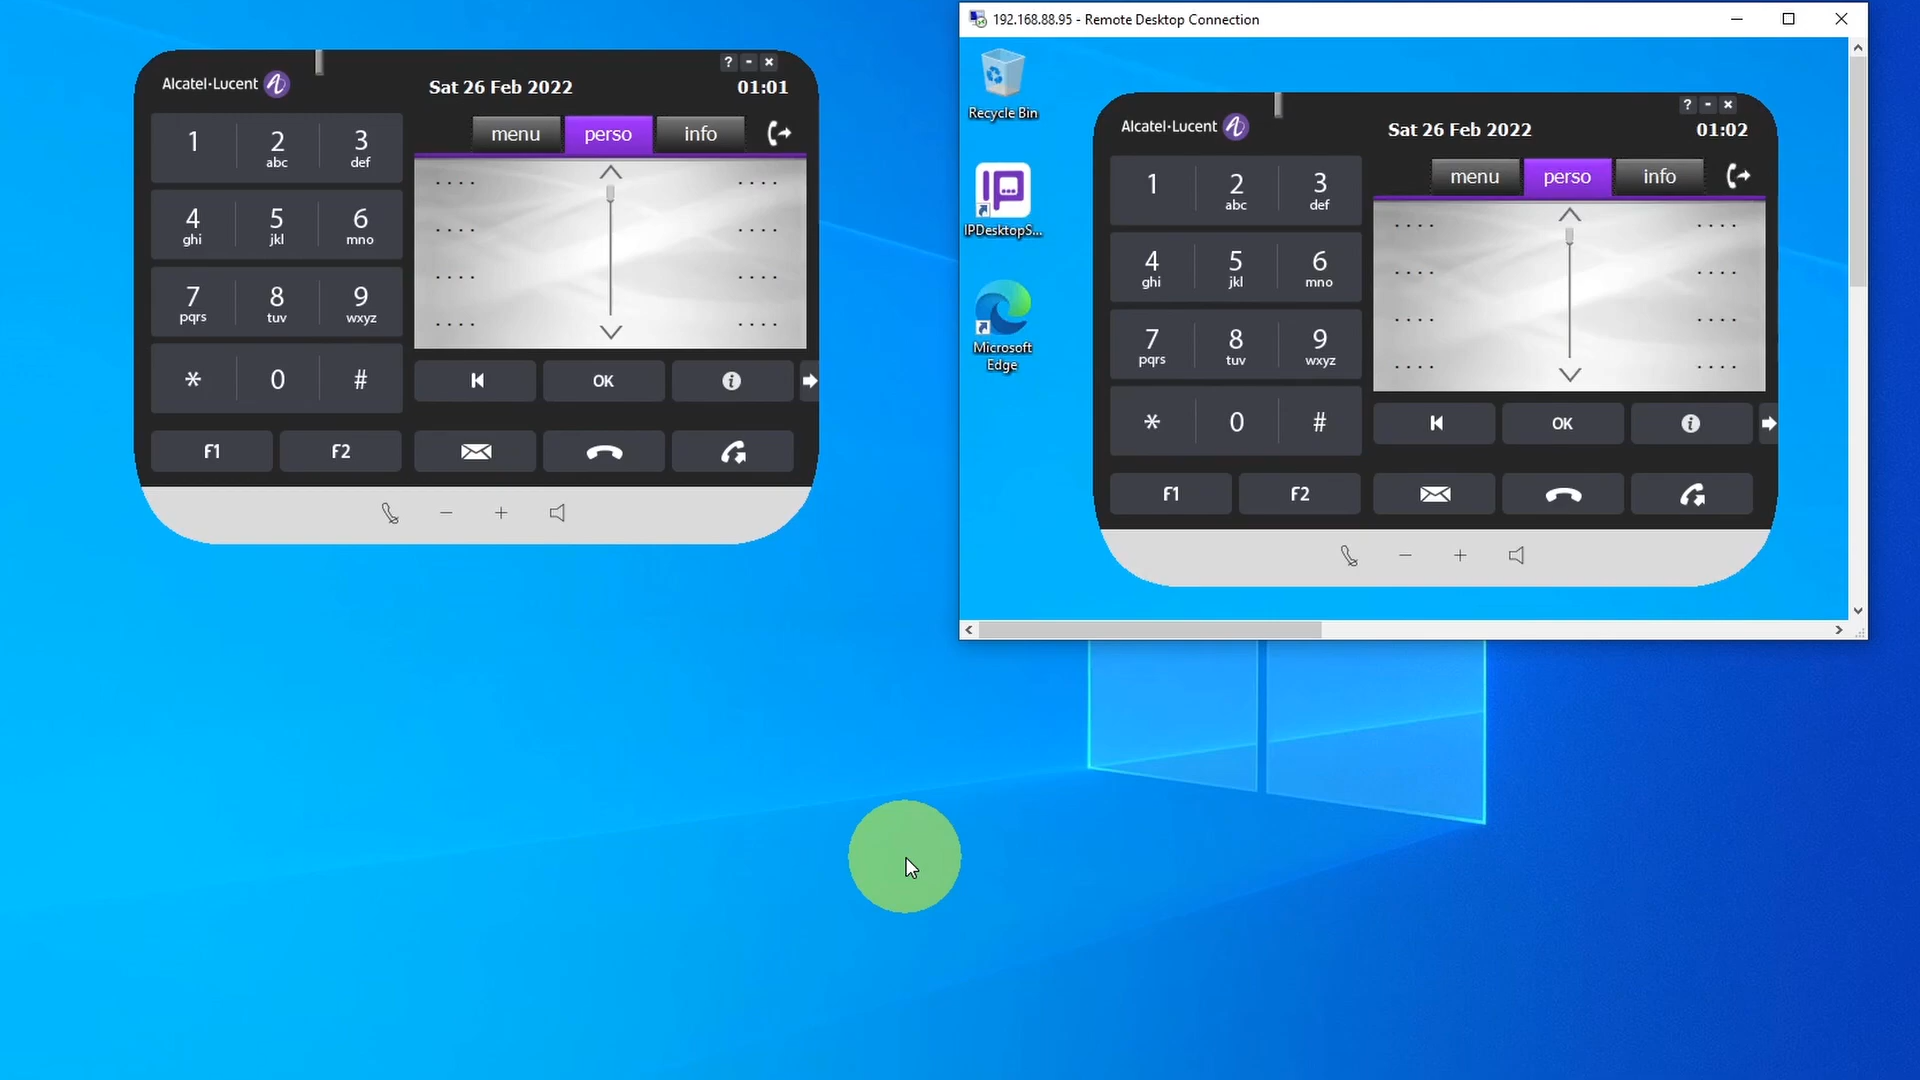 Alcatel·Lucent
? - ×
Sat 26 Feb 2022
01:01
menu
perso
info
1
2
abc
3
def
4
ghi
5
jkl
6
mno
7
pqrs
8
tuv
9
wxyz
*
0
#
....
....
....
....
....
....
....
....
OK
i
F1
F2
- +
192.168.88.95 - Remote Desktop Connection
Recycle Bin
IPDesktopS...
Microsoft
Edge
Alcatel·Lucent
? - ×
Sat 26 Feb 2022
01:02
menu
perso
info
1
2
abc
3
def
4
ghi
5
jkl
6
mno
7
pqrs
8
tuv
9
wxyz
*
0
#
....
....
....
....
....
....
....
....
OK
i
F1
F2
- +